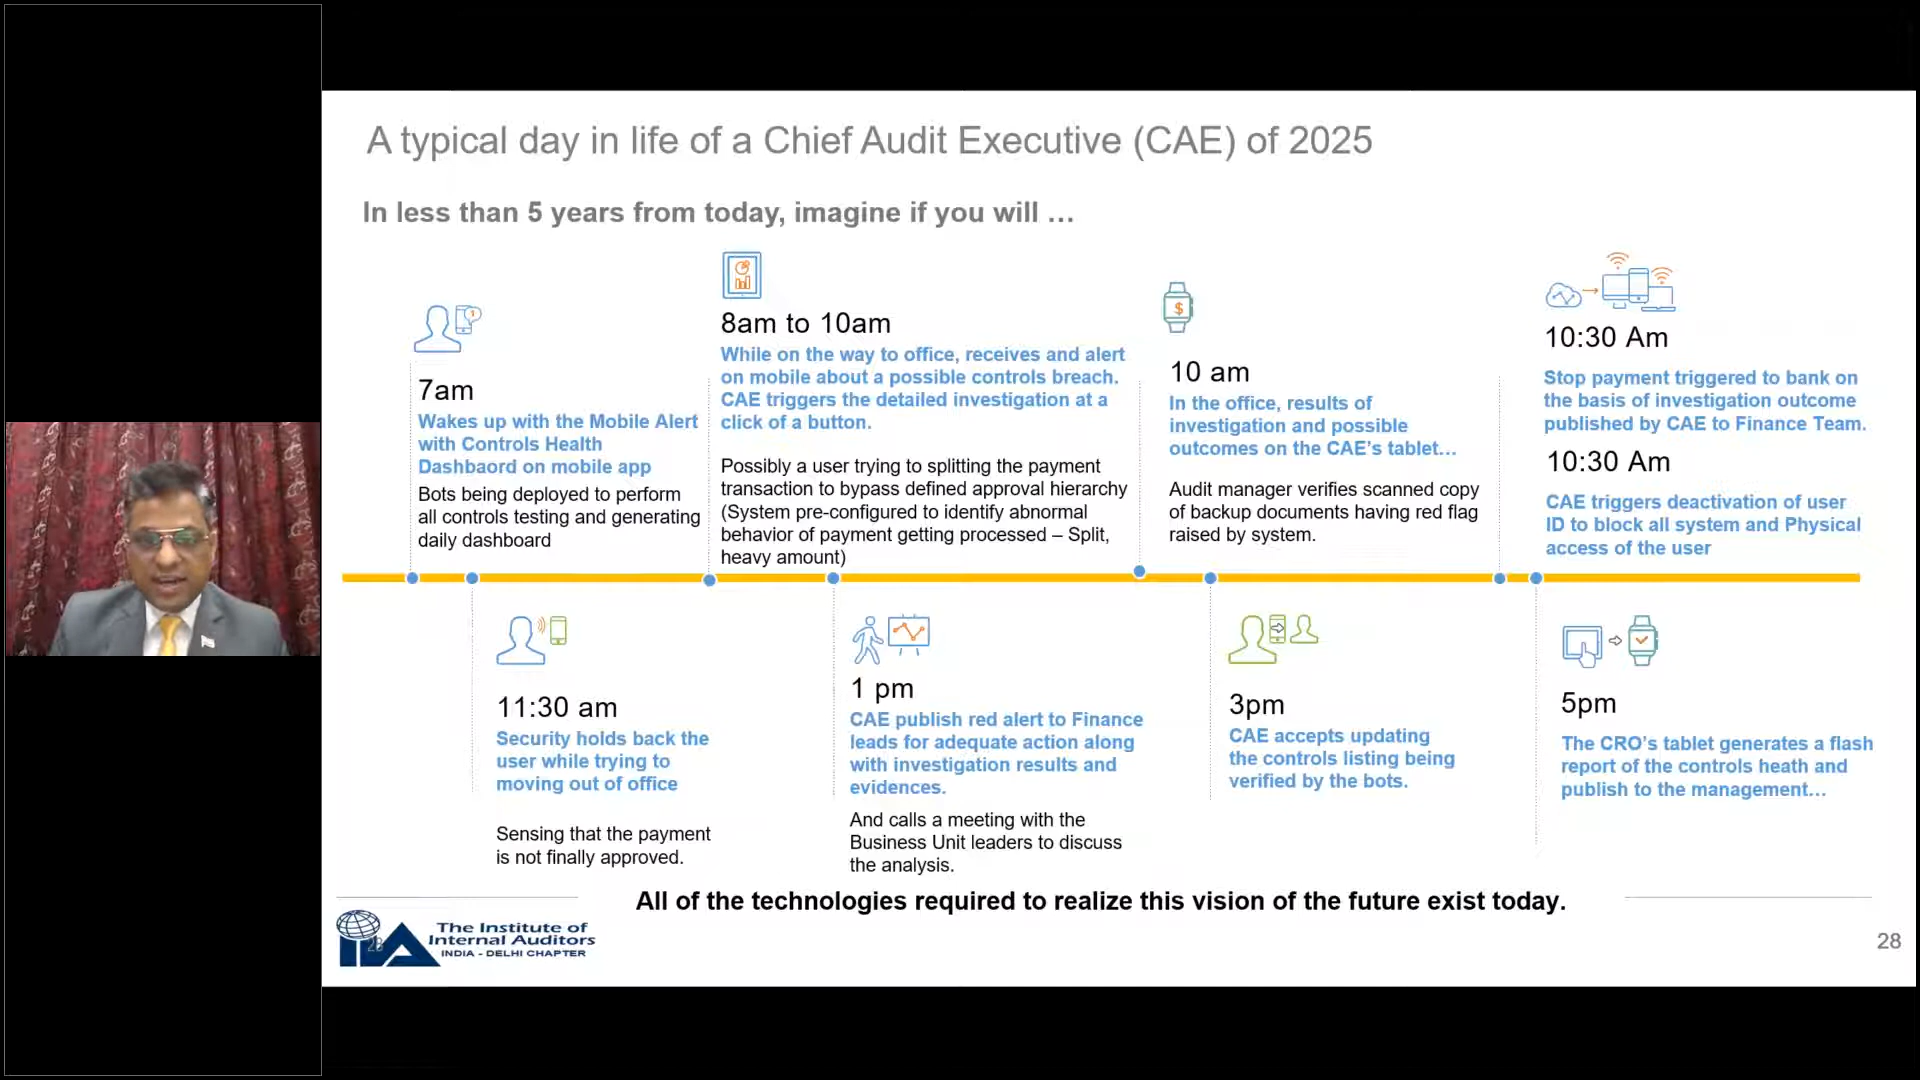 A typical day in life of a Chief Audit Executive (CAE) of 2025
In less than 5 years from today, imagine if you will …
7am
Wakes up with the Mobile Alert
with Controls Health
Dashbaord on mobile app
Bots being deployed to perform
all controls testing and generating
daily dashboard
8am to 10am
While on the way to office, receives and alert
on mobile about a possible controls breach.
CAE triggers the detailed investigation at a
click of a button.
Possibly a user trying to splitting the payment
transaction to bypass defined approval hierarchy
(System pre-configured to identify abnormal
behavior of payment getting processed – Split,
heavy amount)
$
10 am
In the office, results of
investigation and possible
outcomes on the CAE's tablet…
Audit manager verifies scanned copy
of backup documents having red flag
raised by system.
10:30 Am
Stop payment triggered to bank on
the basis of investigation outcome
published by CAE to Finance Team.
10:30 Am
CAE triggers deactivation of user
ID to block all system and Physical
access of the user
11:30 am
Security holds back the
user while trying to
moving out of office
Sensing that the payment
is not finally approved.
1 pm
CAE publish red alert to Finance
leads for adequate action along
with investigation results and
evidences.
And calls a meeting with the
Business Unit leaders to discuss
the analysis.
3pm
CAE accepts updating
the controls listing being
verified by the bots.
5pm
The CRO's tablet generates a flash
report of the controls heath and
publish to the management…
All of the technologies required to realize this vision of the future exist today.
IIA
The Institute of
Internal Auditors
INDIA - DELHI CHAPTER
28
28